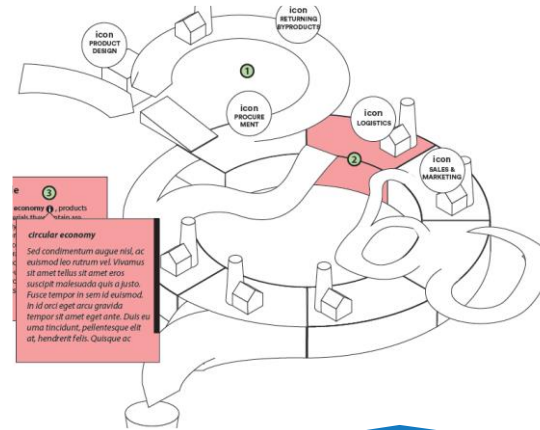 icon
RETURNING
BYPRODUCTS
icon
PRODUCT
DESIGN
1
icon
PROCURE
MENT
icon
LOGISTICS
2
icon
SALES &
MARKETING
3
economy
, products
circular economy
Sed condimentum augue nisl, ac
euismod leo rutrum vel. Vivamus
sit amet tellus sit amet eros
suscipit malesuada quis a justo.
Fusce tempor in sem id euismod.
In id orci eget arcu gravida
tempor sit amet eget ante. Duis eu
urna tincidunt, pellentesque elit
at, hendrerit felis. Quisque ac